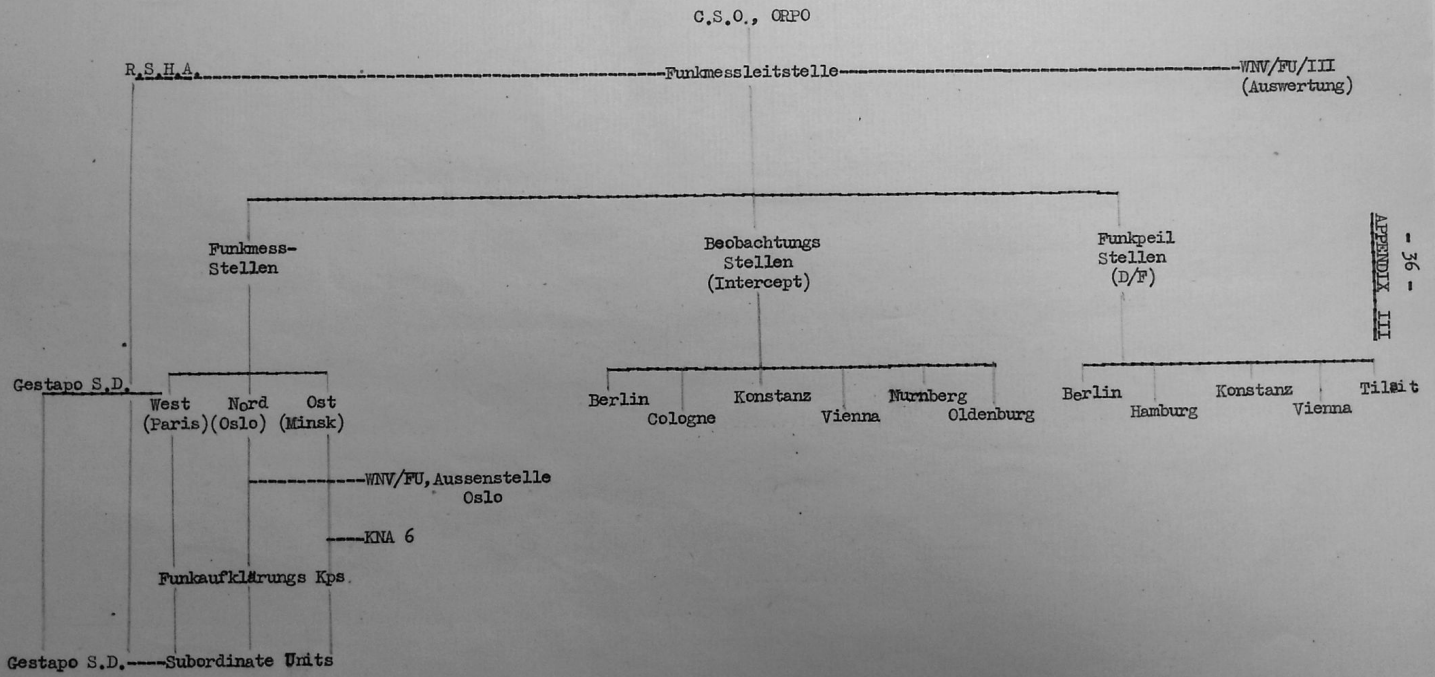 C.S.O., ORPO
R.S.H.A. Funkmessleitstelle WNV/FU/III
(Auswertung)
- 36 -
APPENDIX III
Funkmess-
Stellen
Beobachtungs
Stellen
(Intercept)
Funkpeil
Stellen
(D/F)
Gestapo S.D.
West
(Paris)
Nord
(Oslo)
Ost
(Minsk)
Berlin
Cologne
Konstanz
Vienna
Nurnberg
Oldenburg
Berlin
Hamburg
Konstanz
Vienna
Tilsit
WNV/FU, Aussenstelle
Oslo
KNA 6
Funkaufklärungs Kps.
Gestapo S.D.----Subordinate Units